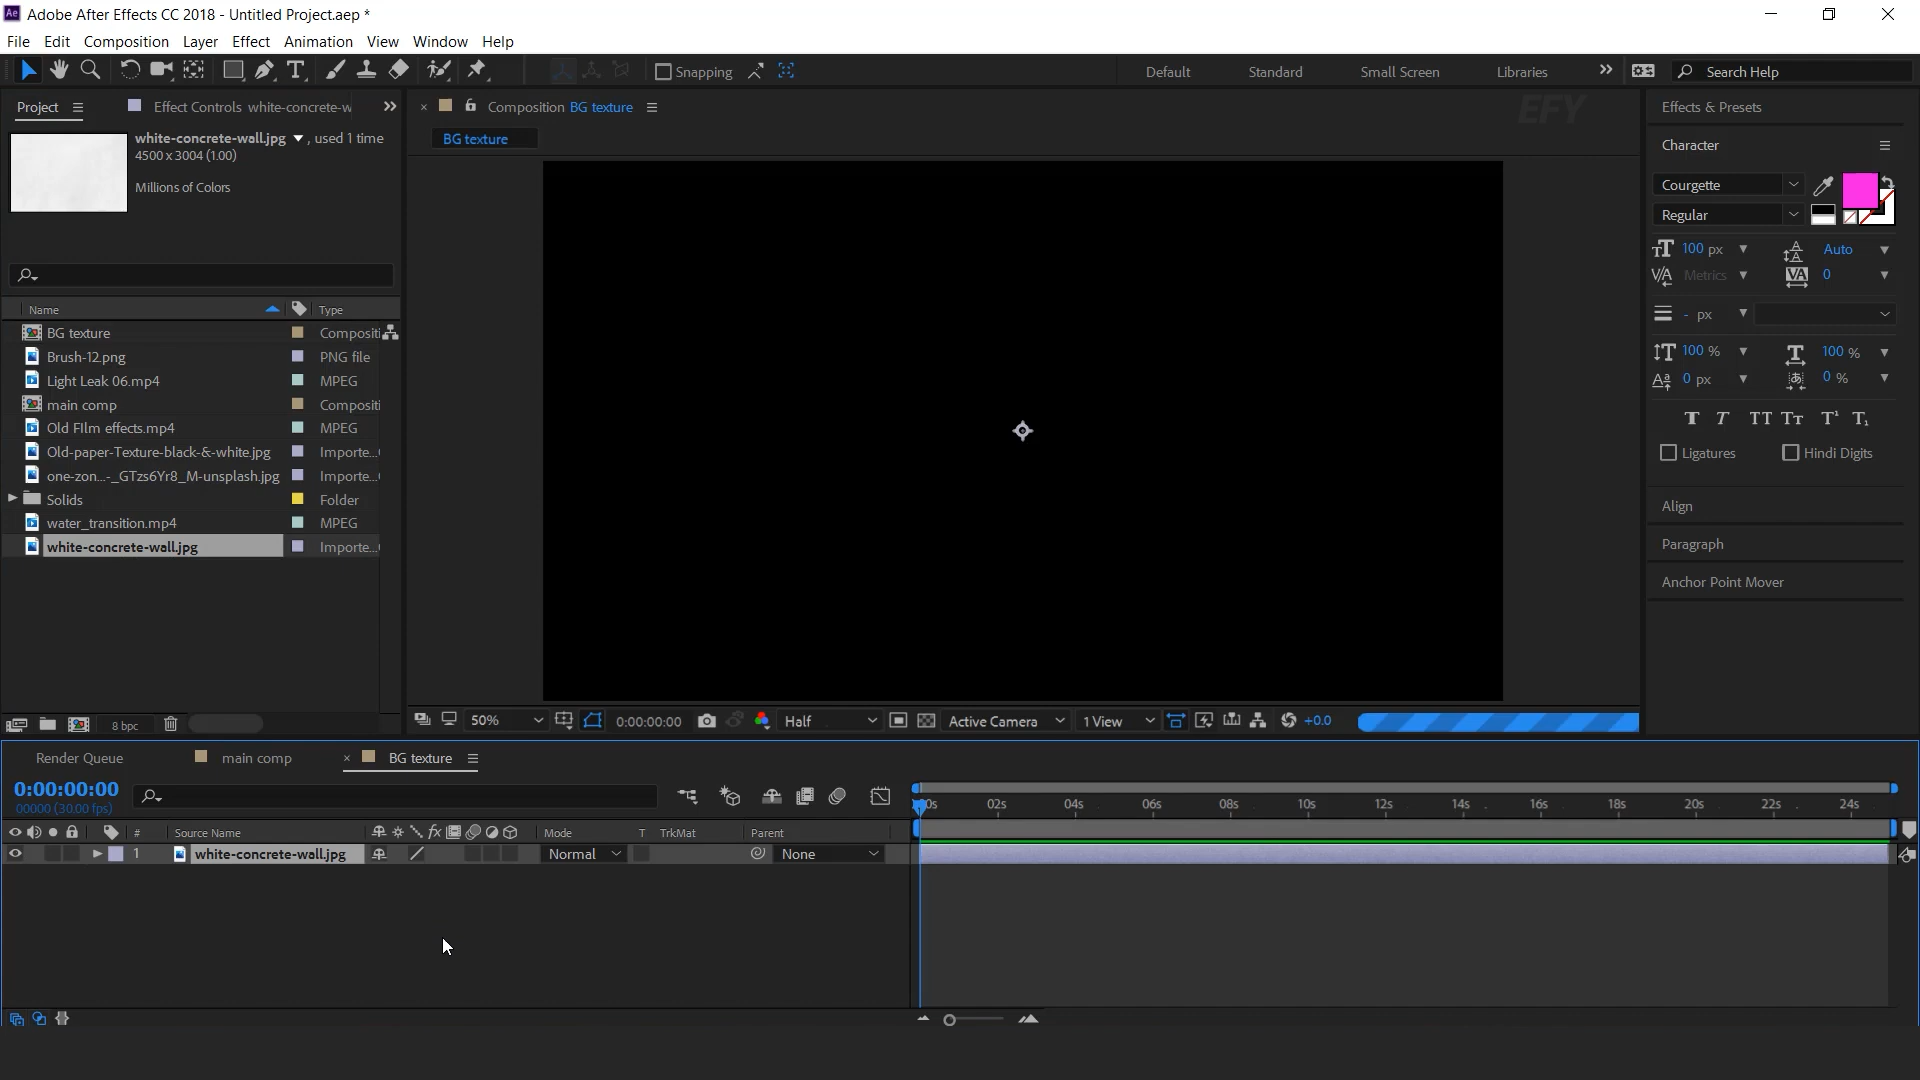 Adobe After Effects CC 2018 - Untitled Project.aep *
File Edit Composition Layer Effect Animation View Window Help
Snapping Default Standard Small Screen Libraries Search Help
Project Effect Controls white-concrete-w
Composition BG texture
EFY
BG texture
white-concrete-wall.jpg , used 1 time
4500 x 3004 (1.00)
Millions of Colors
Name Type
BG texture Compositi
Brush-12.png PNG file
Light Leak 06.mp4 MPEG
main comp Compositi
Old FIlm effects.mp4 MPEG
Old-paper-Texture-black-&-white.jpg Importe...
one-zon...-_GTzs6Yr8_M-unsplash.jpg Importe...
Solids Folder
water_transition.mp4 MPEG
white-concrete-wall.jpg Importe...
8 bpc
50% 0:00:00:00 Half Active Camera 1 View +0.0
Effects & Presets
Character
Courgette
Regular
100 px Auto
Metrics 0
- px
100 % 100 %
0 px 0 %
T T TT Tt T¹ T₁
Ligatures Hindi Digits
Align
Paragraph
Anchor Point Mover
Render Queue main comp BG texture
0:00:00:00
00000 (30.00 fps)
02s 04s 06s 08s 10s 12s 14s 16s 18s 20s 22s 24s
# Source Name Mode T TrkMat Parent
1 white-concrete-wall.jpg Normal None